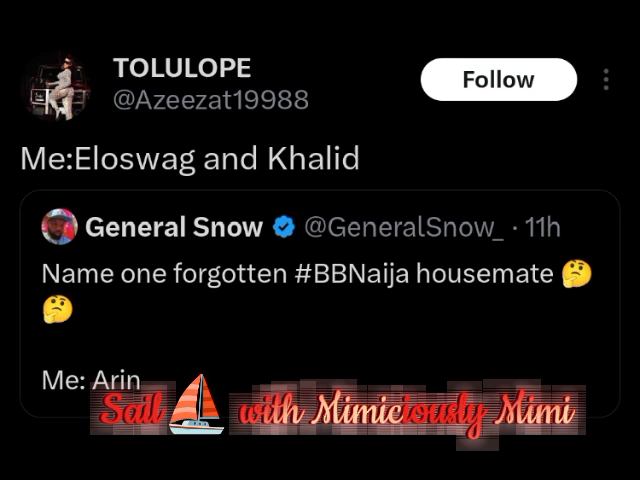 TOLULOPE
Follow
@Azeezat19988
Me:Eloswag and Khalid
General Snow @GeneralSnow_ · 11h
Name one forgotten #BBNaija housemate 🤔
🤔
Me: Arin
Sail ⛵ with Mimiciously Mimi